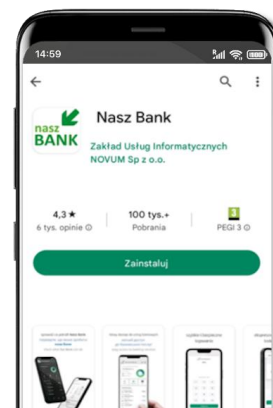 14:59
Nasz Bank
nasz
BANK
Zakład Usług Informatycznych
NOVUM Sp z o.o.
4,3★
6 tys. opinie
100 tys.+
Pobrania
3
PEGI 3
Zainstaluj